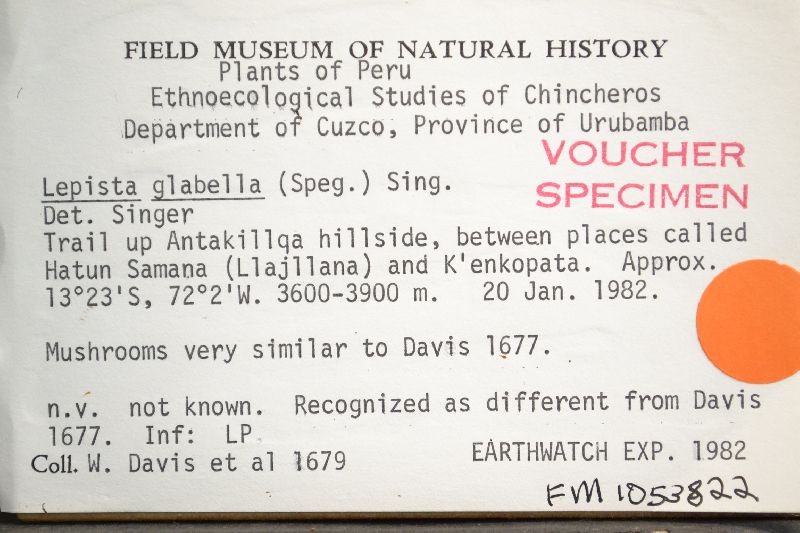 FIELD MUSEUM OF NATURAL HISTORY
Plants of Peru
Ethnoecological Studies of Chincheros
Department of Cuzco, Province of Urubamba
VOUCHER
SPECIMEN
Lepista glabella (Speg.) Sing.
Det. Singer
Trail up Antakillqa hillside, between places called
Hatun Samana (Llajllana) and K'enkopata. Approx.
13°23'S, 72°2'W. 3600-3900 m. 20 Jan. 1982.
Mushrooms very similar to Davis 1677.
n.v. not known. Recognized as different from Davis
1677. Inf: LP
Coll. W. Davis et al 1679
EARTHWATCH EXP. 1982
FM 1053822